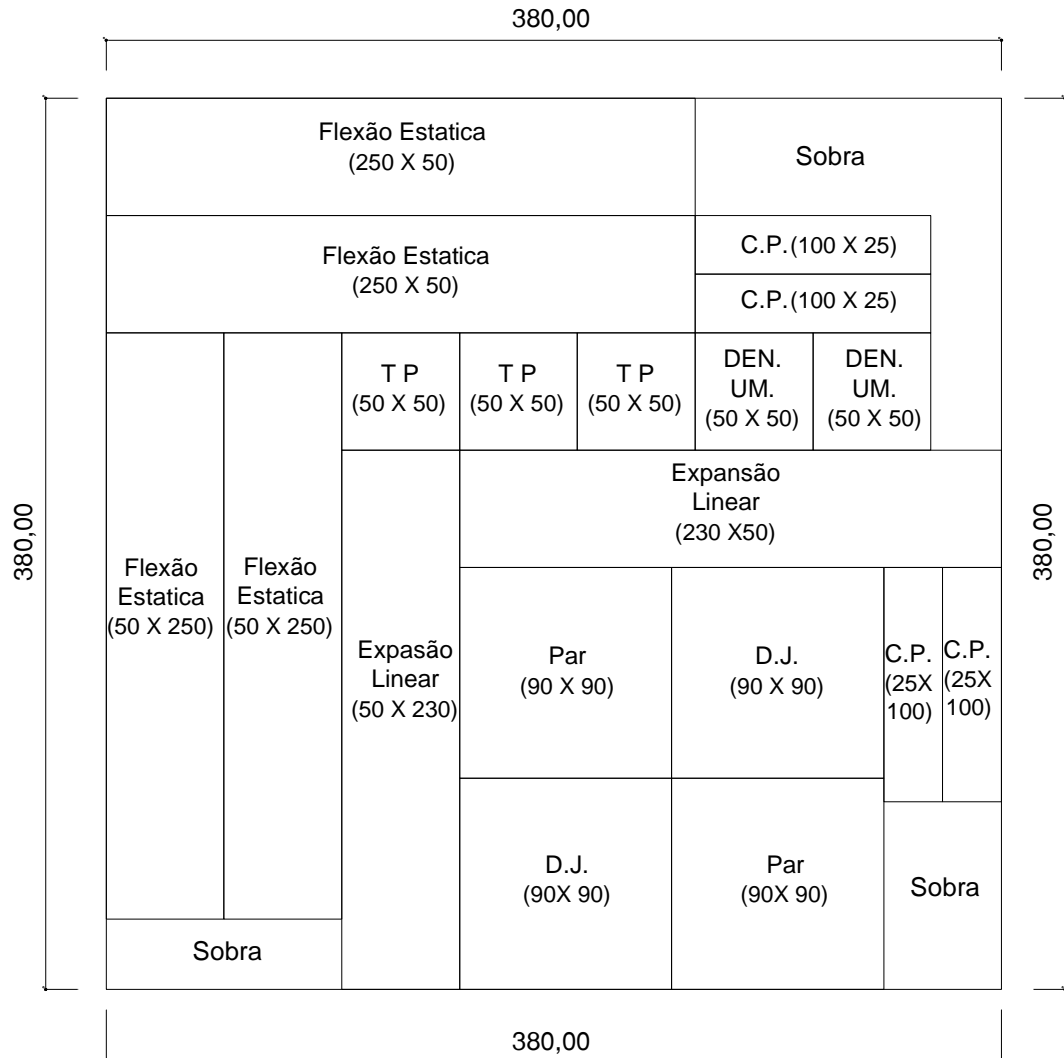 380,00
Flexão Estatica
(250 X 50)
Sobra
Flexão Estatica
(250 X 50)
C.P. (100 X 25)
C.P. (100 X 25)
T P
(50 X 50)
T P
(50 X 50)
T P
(50 X 50)
DEN.
UM.
(50 X 50)
DEN.
UM.
(50 X 50)
380,00
380,00
Expansão
Linear
(230 X50)
Flexão
Estatica
(50 X 250)
Flexão
Estatica
(50 X 250)
Expasão
Linear
(50 X 230)
Par
(90 X 90)
D.J.
(90 X 90)
C.P.
(25X
100)
C.P.
(25X
100)
D.J.
(90X 90)
Par
(90X 90)
Sobra
Sobra
380,00